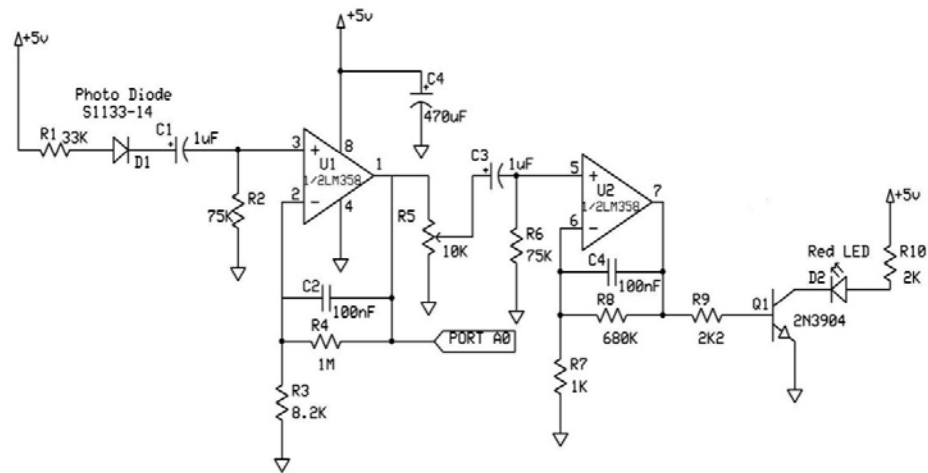 +5v
+5v
Photo Diode
S1133-14
C4
470uF
R1 33K
D1
C1
1uF
3
+
U1
1/2LM358
8
1
2
-
4
R2
75K
R5
10K
C3
1uF
5
+
U2
1/2LM358
7
6
-
R6
75K
+5v
R10
2K
Red LED
D2
C2
100nF
R4
1M
PORT A0
C4
100nF
R8
680K
R9
2K2
Q1
2N3904
R3
8.2K
R7
1K